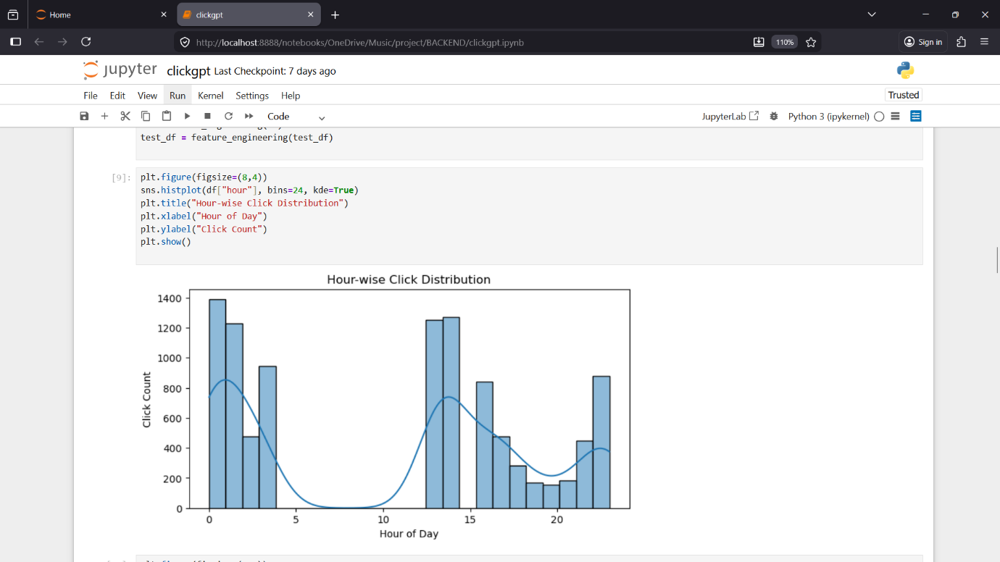 Home
clickgpt
http://localhost:8888/notebooks/OneDrive/Music/project/BACKEND/clickgpt.ipynb
110%
Sign in
jupyter clickgpt Last Checkpoint: 7 days ago
File Edit View Run Kernel Settings Help
Trusted
Code
JupyterLab
Python 3 (ipykernel)
test_df = feature_engineering(test_df)
[9]:
plt.figure(figsize=(8,4))
sns.histplot(df["hour"], bins=24, kde=True)
plt.title("Hour-wise Click Distribution")
plt.xlabel("Hour of Day")
plt.ylabel("Click Count")
plt.show()
Hour-wise Click Distribution
Click Count
1400
1200
1000
800
600
400
200
0
0 5 10 15 20
Hour of Day